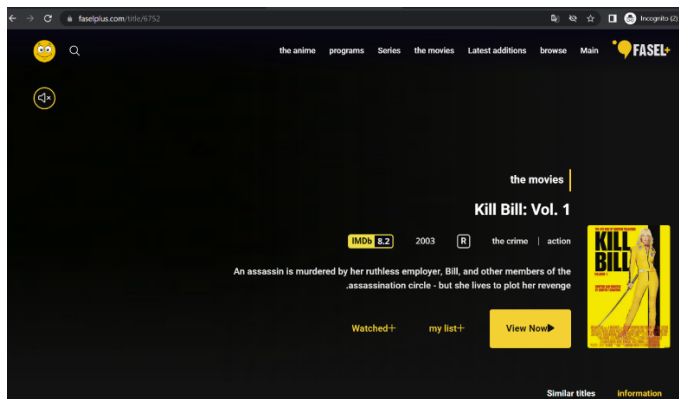 faselplus.com/title/6752
Incognito (2)
the anime programs Series the movies Latest additions browse Main FASEL+
the movies
Kill Bill: Vol. 1
IMDb 8.2 2003 R the crime | action
An assassin is murdered by her ruthless employer, Bill, and other members of the
.assassination circle - but she lives to plot her revenge
Watched+ my list+ View Now
KILL
BILL
Similar titles information